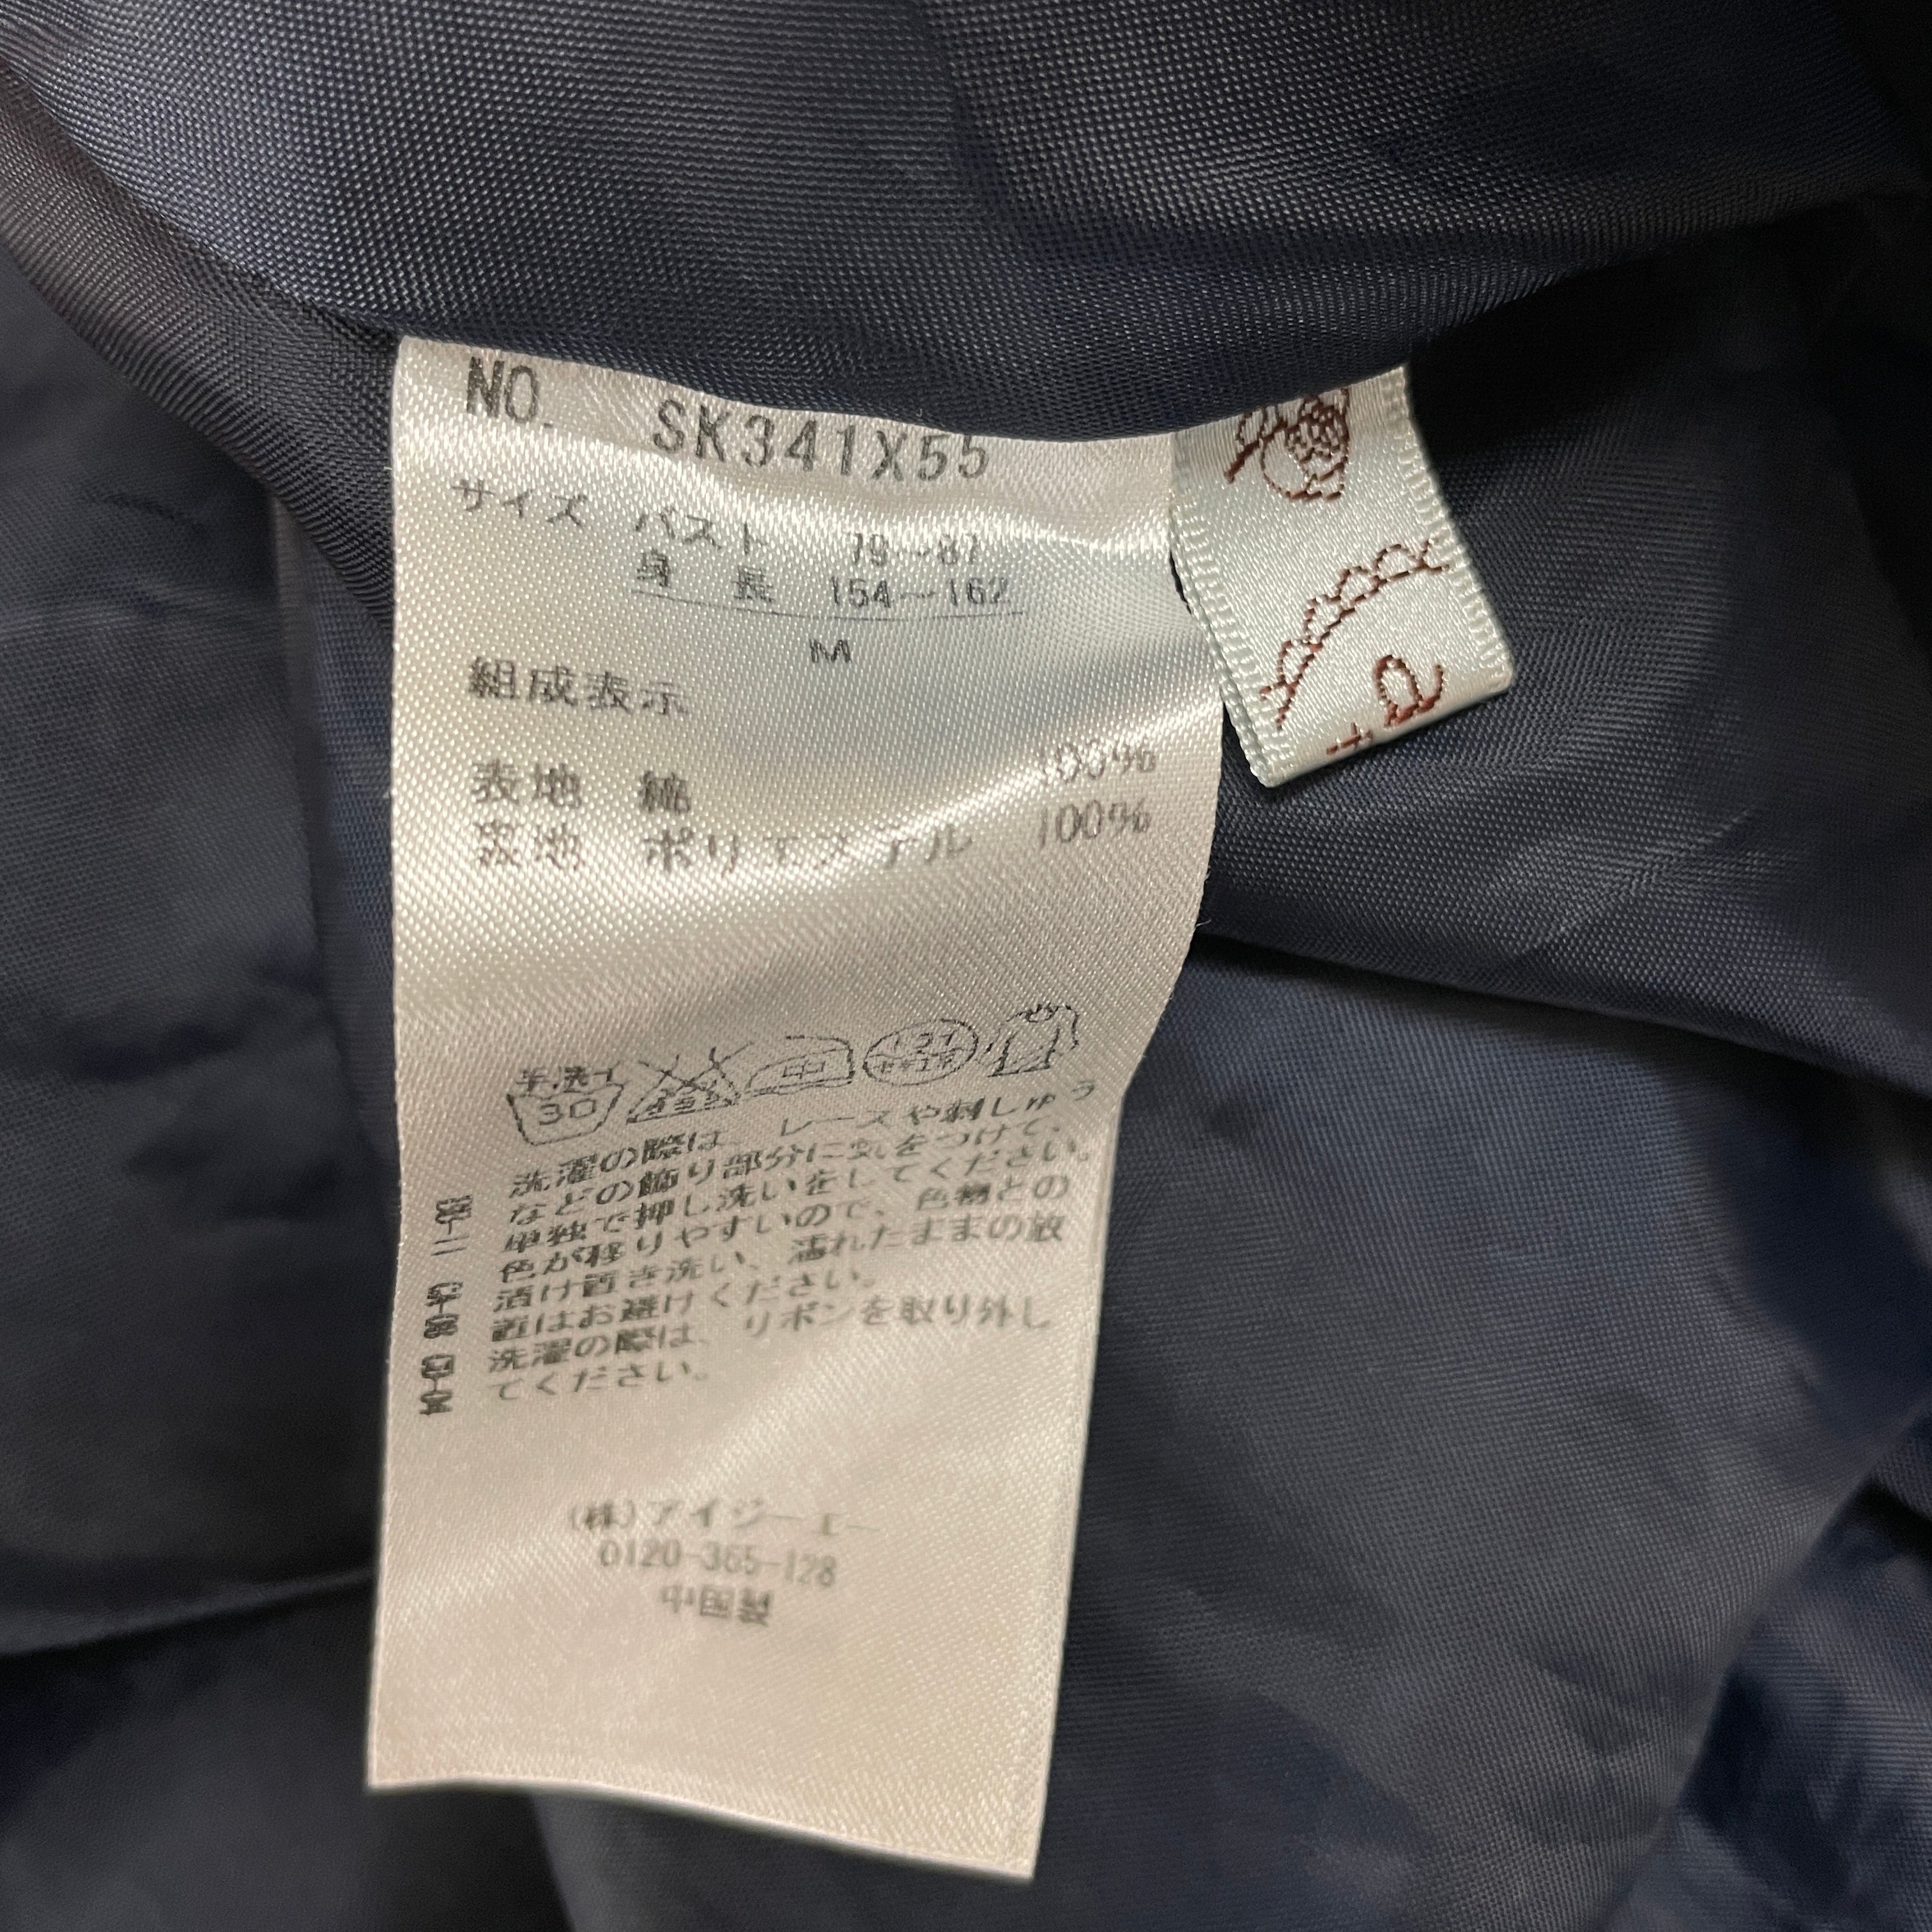 NO. SK341X55
サイズ バスト 79~87
身長 154~162
M
組成表示
表地 綿 100%
裏地 ポリエステル 100%
手洗イ
30
中
洗濯の際は、レースや刺しゅう
などの飾り部分に気をつけて、
単独で押し洗いをしてください。
色が移りやすいので、色物との
漬け置き洗い、濡れたままの放
置はお避けください。
洗濯の際は、リボンを取り外し
てください。
(株)アイジーエー
0120-365-128
中国製